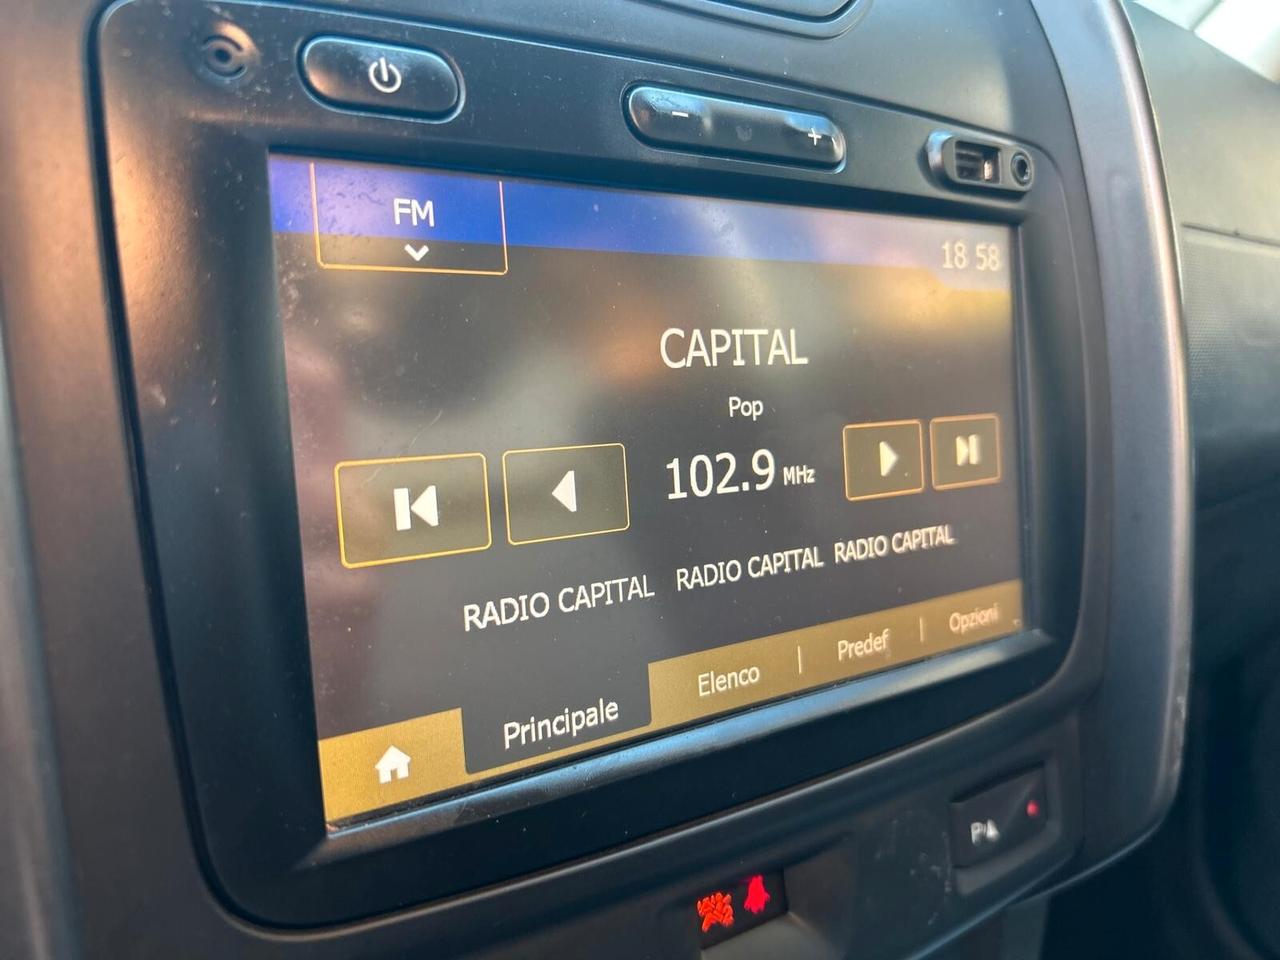 − +
FM
18 58
CAPITAL
Pop
102.9 MHz
RADIO CAPITAL RADIO CAPITAL RADIO CAPITAL
Principale Elenco | Predef | Opzioni
P